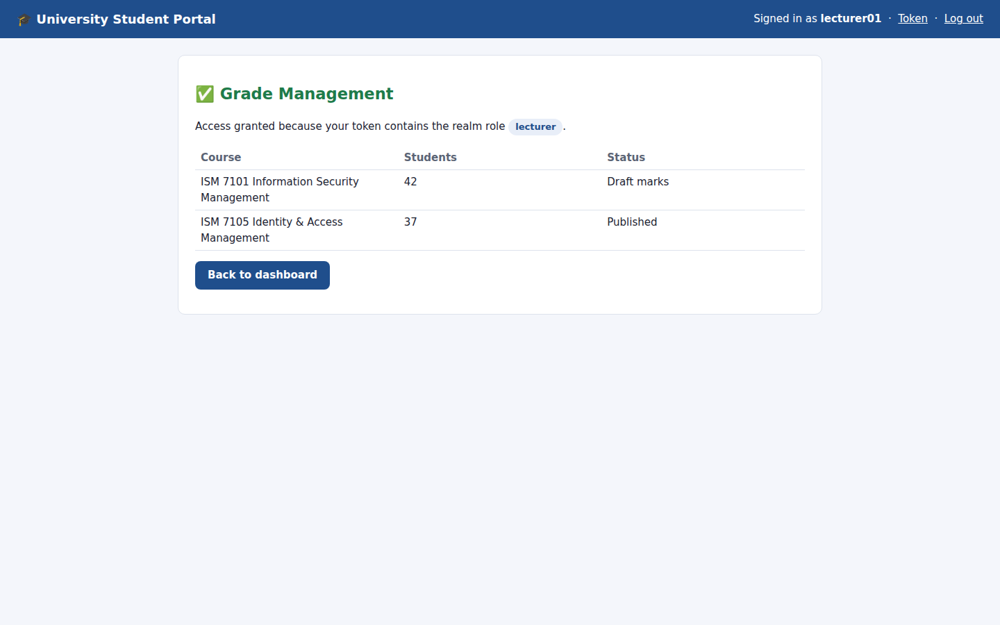 🎓 University Student Portal
Signed in as lecturer01 · Token · Log out
✅ Grade Management
Access granted because your token contains the realm role lecturer.
Course Students Status
ISM 7101 Information Security 42 Draft marks
Management
ISM 7105 Identity & Access 37 Published
Management
Back to dashboard